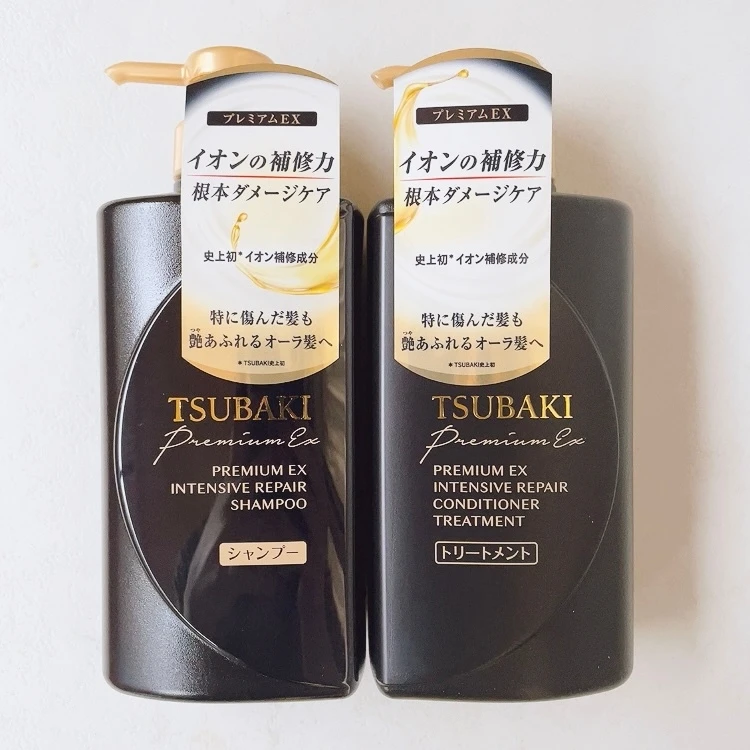 プレミアムEX
イオンの補修力
根本ダメージケア
史上初*イオン補修成分
特に傷んだ髪も
つや
艶あふれるオーラ髪へ
*TSUBAKI史上初
TSUBAKI
Premium Ex
PREMIUM EX
INTENSIVE REPAIR
SHAMPOO
シャンプー
プレミアムEX
イオンの補修力
根本ダメージケア
史上初*イオン補修成分
特に傷んだ髪も
つや
艶あふれるオーラ髪へ
*TSUBAKI史上初
TSUBAKI
Premium Ex
PREMIUM EX
INTENSIVE REPAIR
CONDITIONER
TREATMENT
トリートメント